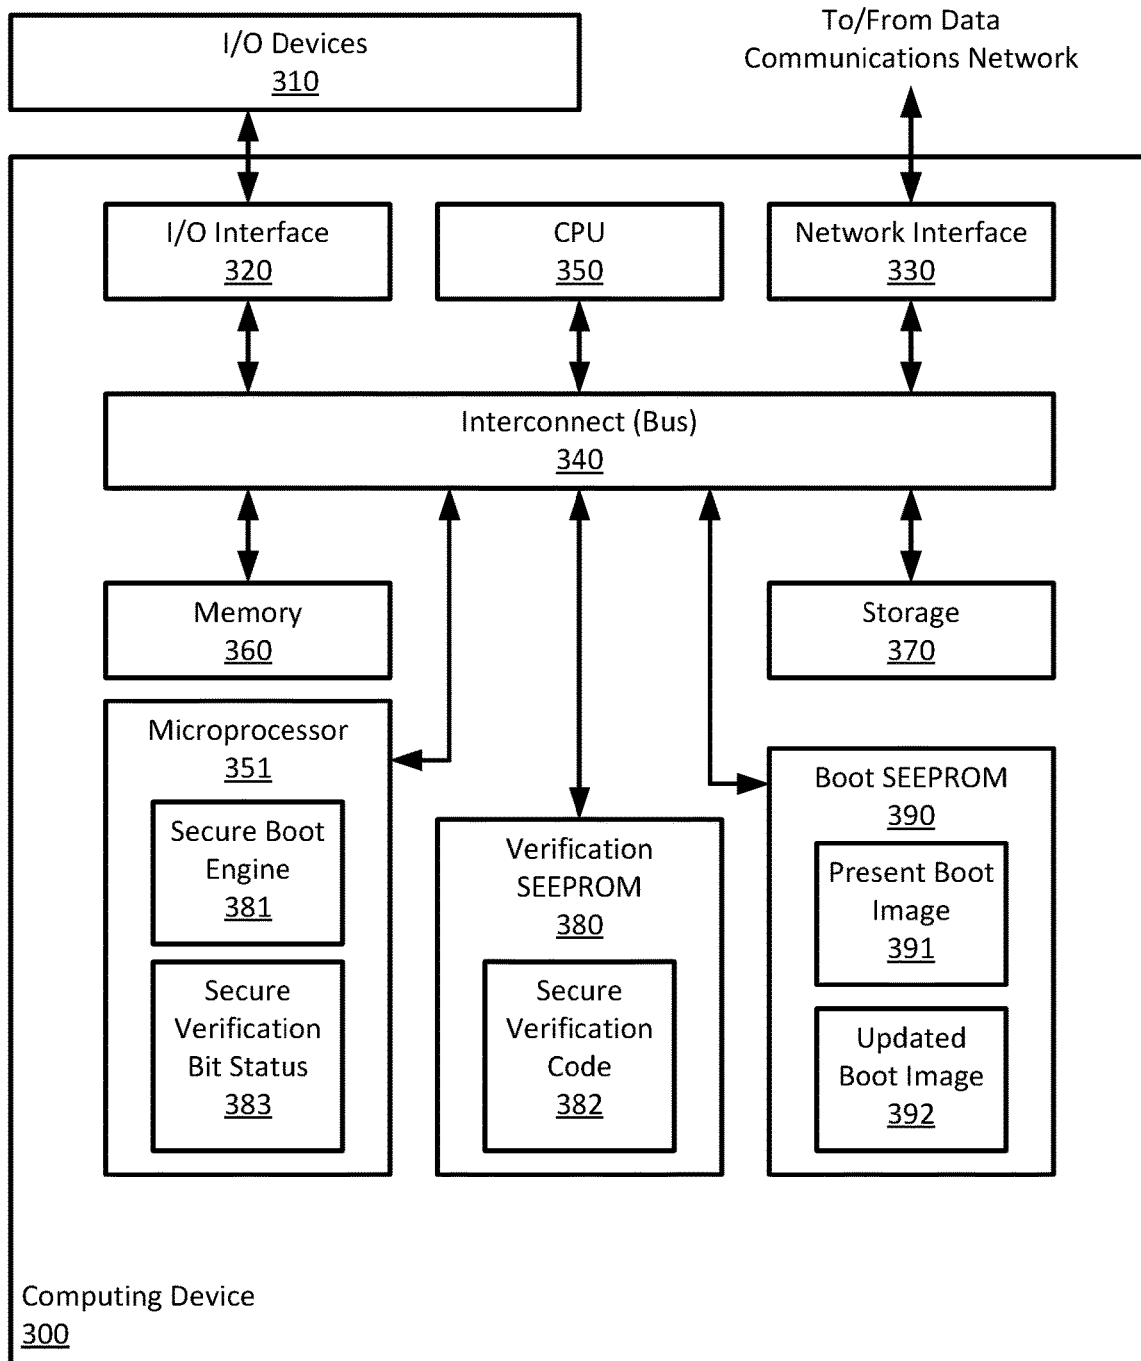 I/O Devices
310
To/From Data
Communications Network
I/O Interface
320
CPU
350
Network Interface
330
Interconnect (Bus)
340
Memory
360
Storage
370
Microprocessor
351
Secure Boot
Engine
381
Secure
Verification
Bit Status
383
Verification
SEEPROM
380
Secure
Verification
Code
382
Boot SEEPROM
390
Present Boot
Image
391
Updated
Boot Image
392
Computing Device
300